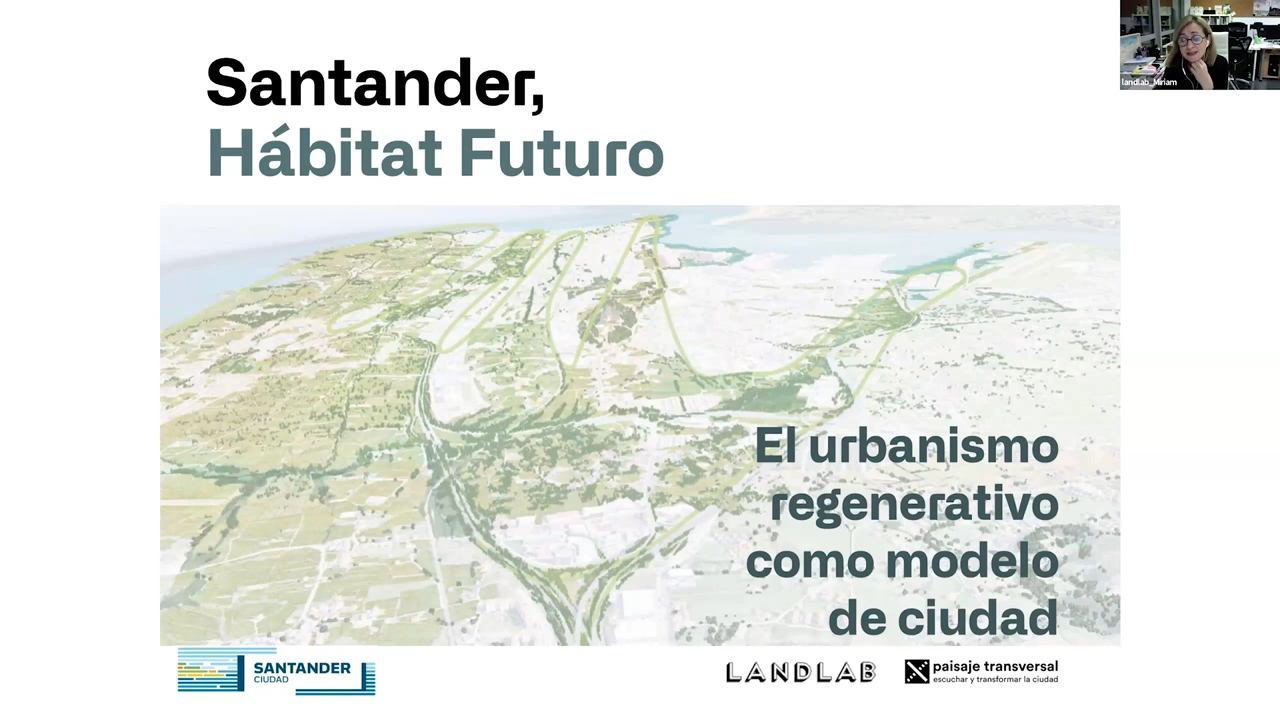 Santander,
Hábitat Futuro
landlab_Miriam
El urbanismo
regenerativo
como modelo
de ciudad
SANTANDER
CIUDAD
LANDLAB
paisaje transversal
escuchar y transformar la ciudad